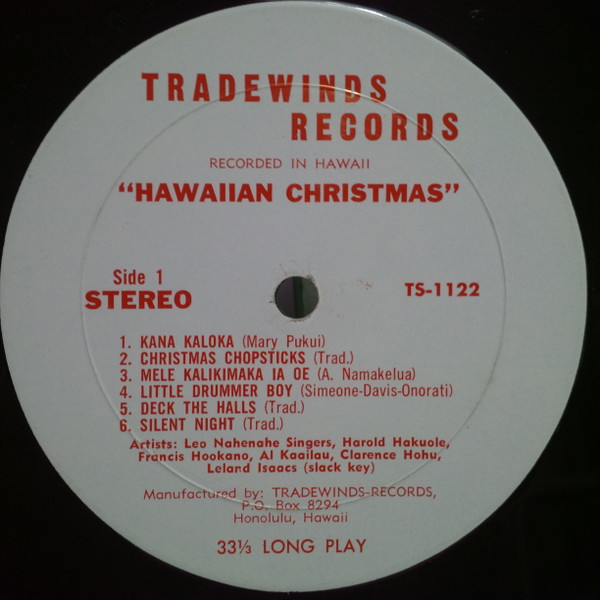 TRADEWINDS
RECORDS
RECORDED IN HAWAII
"HAWAIIAN CHRISTMAS"
Side 1
STEREO
TS-1122
1. KANA KALOKA (Mary Pukui)
2. CHRISTMAS CHOPSTICKS (Trad.)
3. MELE KALIKIMAKA IA OE (A. Namakelua)
4. LITTLE DRUMMER BOY (Simeone-Davis-Onorati)
5. DECK THE HALLS (Trad.)
6. SILENT NIGHT (Trad.)
Artists: Leo Nahenahe Singers, Harold Hakuole,
Francis Hookano, Al Kaailau, Clarence Hohu,
Leland Isaacs (slack key)
Manufactured by: TRADEWINDS-RECORDS,
P.O. Box 8294
Honolulu, Hawaii
33⅓ LONG PLAY